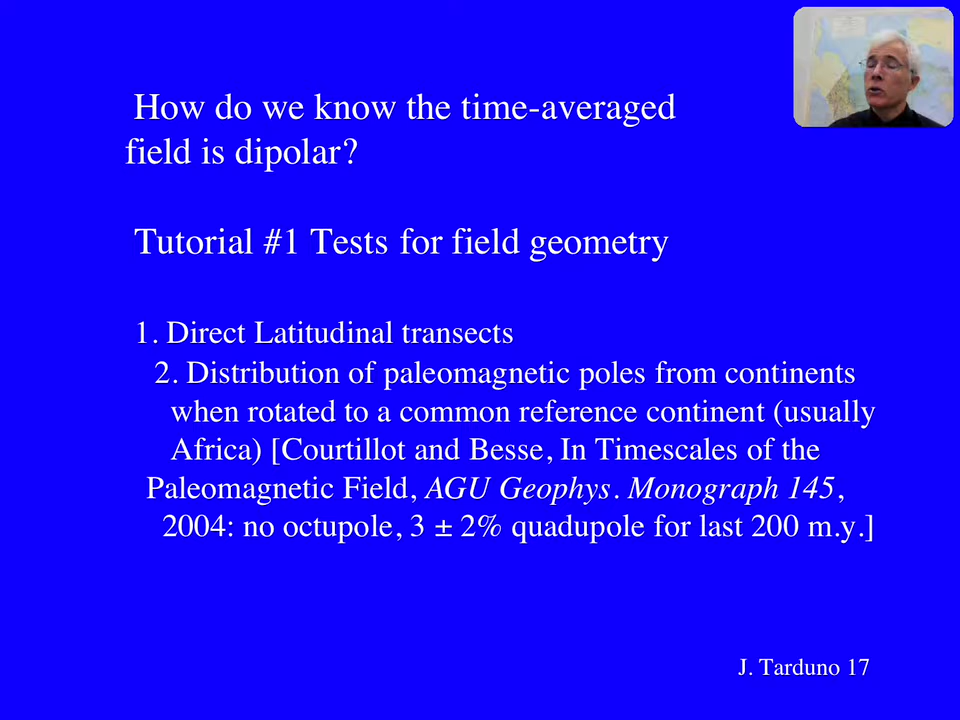 How do we know the time-averaged
field is dipolar?
Tutorial #1 Tests for field geometry
1. Direct Latitudinal transects
2. Distribution of paleomagnetic poles from continents
when rotated to a common reference continent (usually
Africa) [Courtillot and Besse, In Timescales of the
Paleomagnetic Field, AGU Geophys. Monograph 145,
2004: no octupole, 3 ± 2% quadupole for last 200 m.y.]
J. Tarduno 17